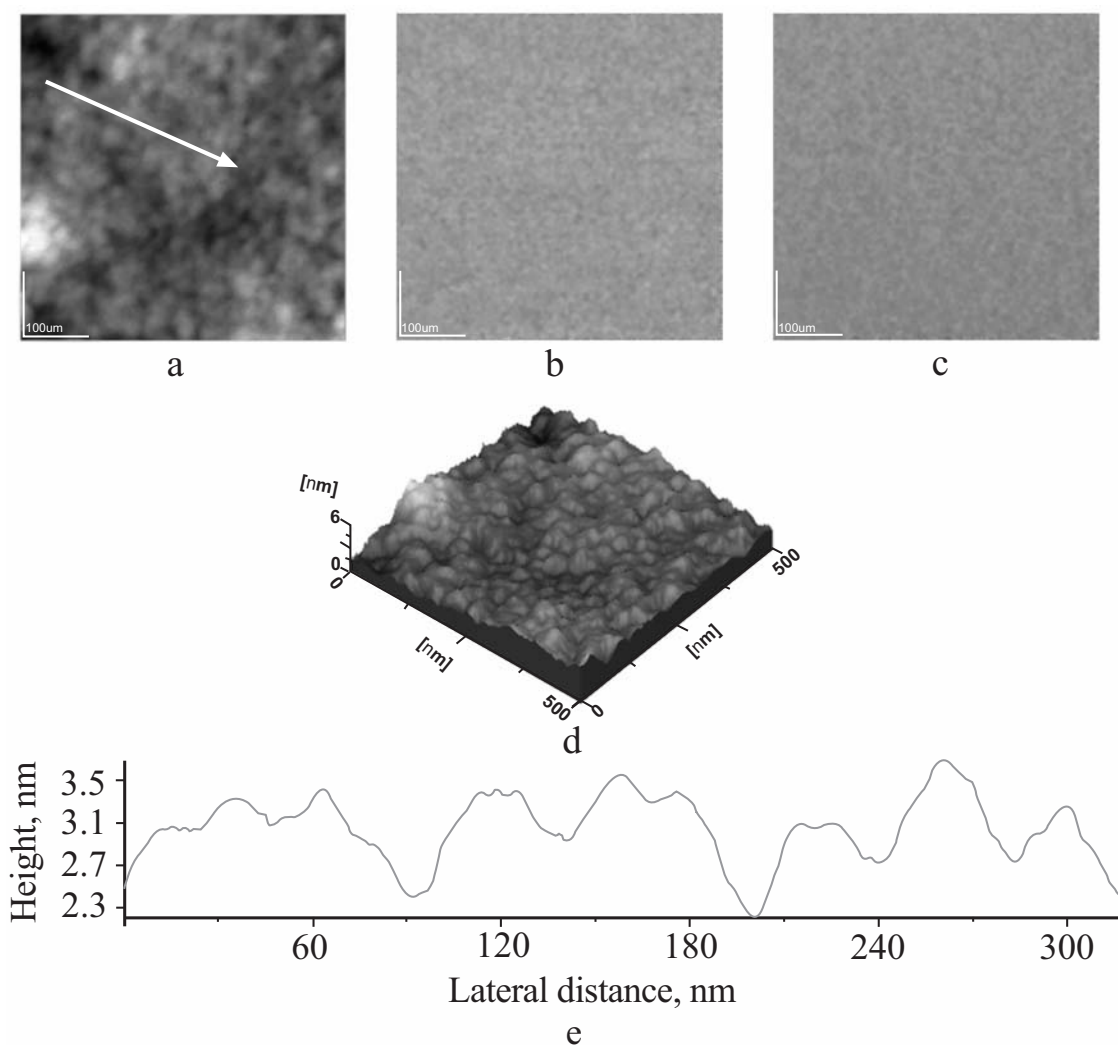 100um
100um
100um
a
b
c
[nm]
6
0
0
[nm]
500
0
[nm]
500
d
Height, nm
3.5
3.1
2.7
2.3
60 120 180 240 300
Lateral distance, nm
e